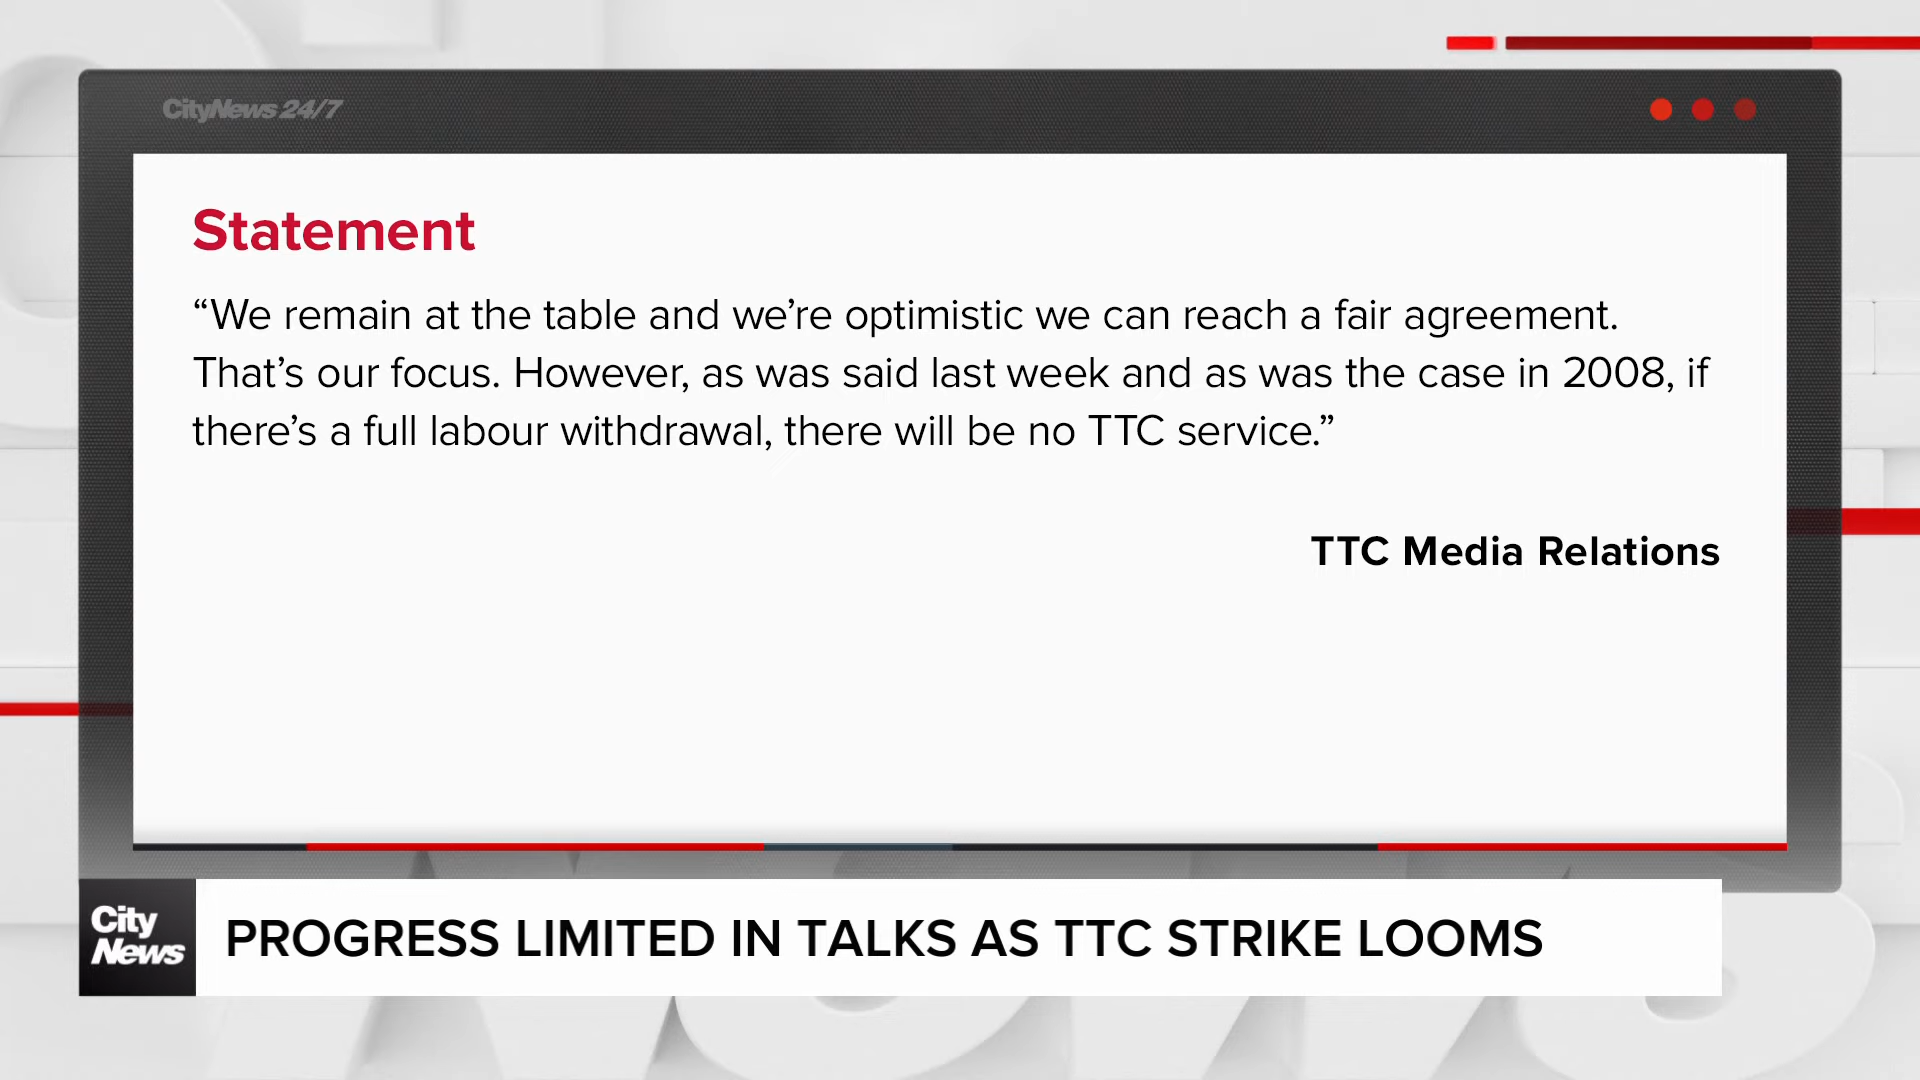 CityNews 24/7
Statement
“We remain at the table and we’re optimistic we can reach a fair agreement.
That’s our focus. However, as was said last week and as was the case in 2008, if
there’s a full labour withdrawal, there will be no TTC service.”
TTC Media Relations
City
News
PROGRESS LIMITED IN TALKS AS TTC STRIKE LOOMS